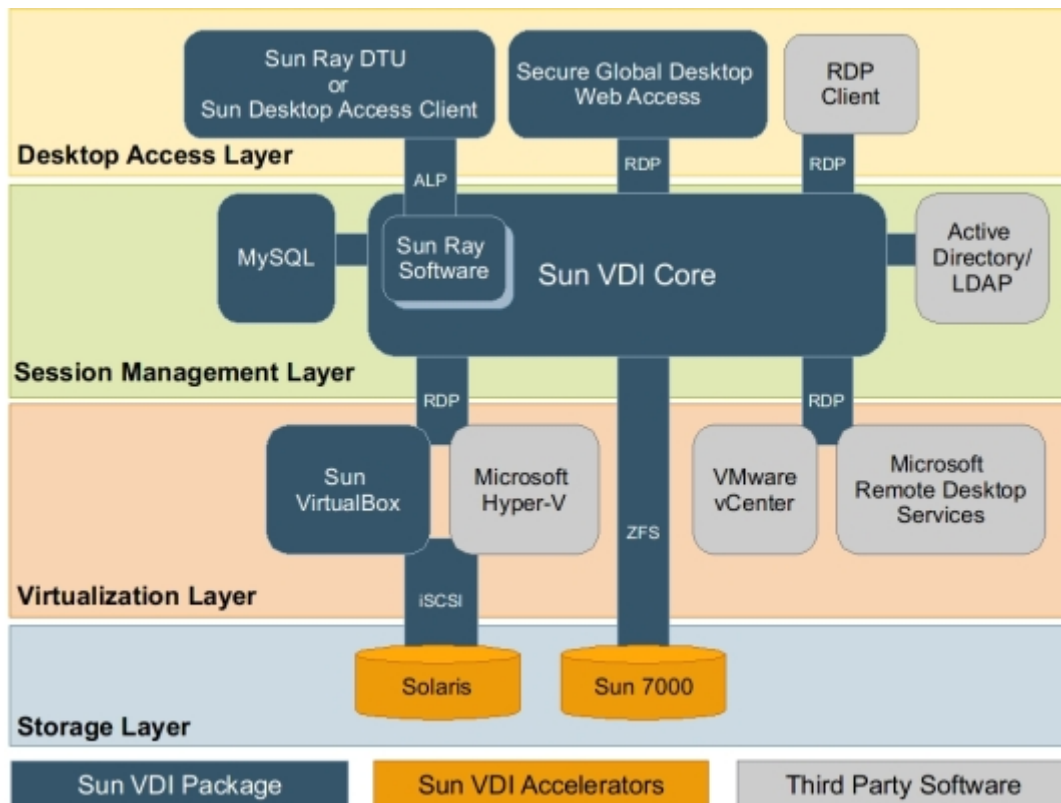 Sun Ray DTU
or
Sun Desktop Access Client
Secure Global Desktop
Web Access
RDP
Client
Desktop Access Layer
ALP
RDP
RDP
MySQL
Sun Ray
Software
Sun VDI Core
Active
Directory/
LDAP
Session Management Layer
RDP
RDP
Sun
VirtualBox
Microsoft
Hyper-V
VMware
vCenter
Microsoft
Remote Desktop
Services
ZFS
Virtualization Layer
iSCSI
Solaris
Sun 7000
Storage Layer
Sun VDI Package
Sun VDI Accelerators
Third Party Software